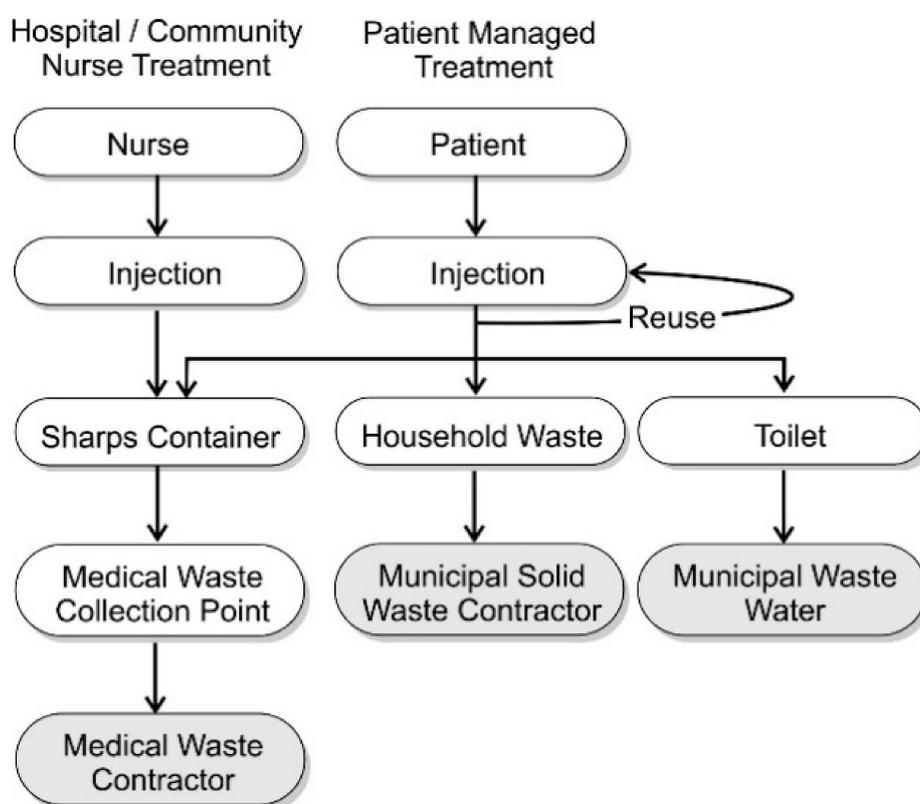 Hospital / Community
Nurse Treatment
Patient Managed
Treatment
Nurse
Patient
Injection
Injection
Reuse
Sharps Container
Household Waste
Toilet
Medical Waste
Collection Point
Municipal Solid
Waste Contractor
Municipal Waste
Water
Medical Waste
Contractor